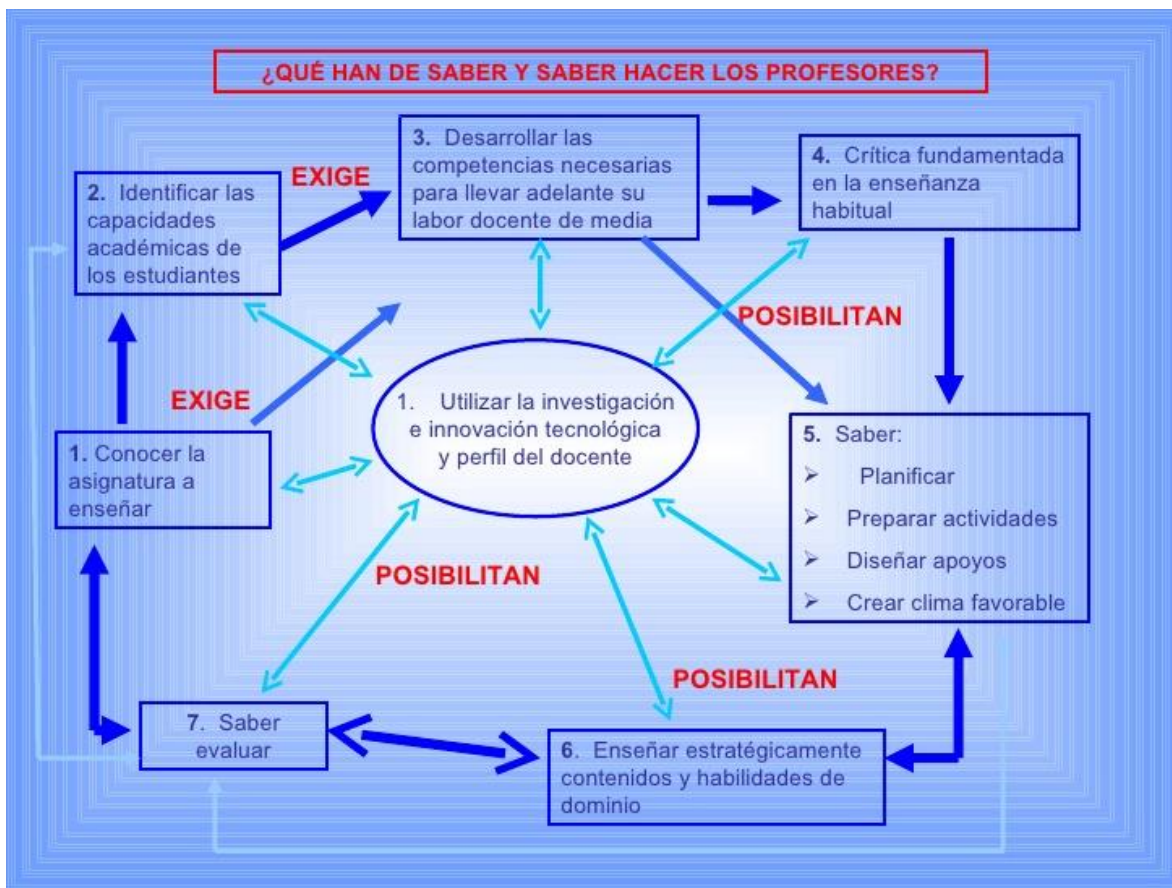 ¿QUÉ HAN DE SABER Y SABER HACER LOS PROFESORES?
3. Desarrollar las
competencias necesarias
para llevar adelante su
labor docente de media
4. Crítica fundamentada
en la enseñanza
habitual
EXIGE
2. Identificar las
capacidades
académicas de
los estudiantes
POSIBILITAN
EXIGE
1. Utilizar la investigación
e innovación tecnológica
y perfil del docente
1. Conocer la
asignatura a
enseñar
5. Saber:
➢ Planificar
➢ Preparar actividades
➢ Diseñar apoyos
➢ Crear clima favorable
POSIBILITAN
POSIBILITAN
7. Saber
evaluar
6. Enseñar estratégicamente
contenidos y habilidades de
dominio